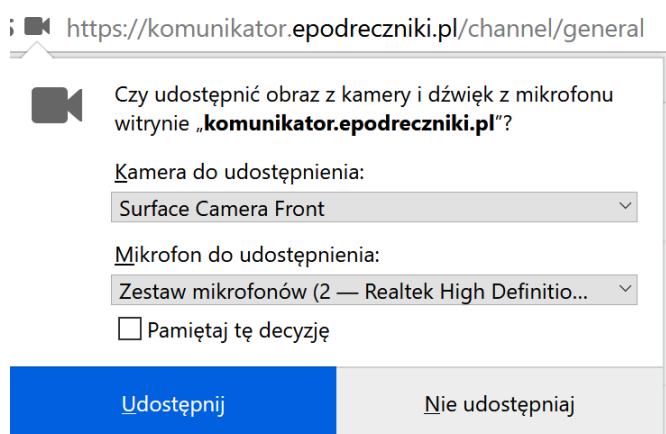 https://komunikator.epodreczniki.pl/channel/general
Czy udostępnić obraz z kamery i dźwięk z mikrofonu
witrynie „komunikator.epodreczniki.pl”?
Kamera do udostępnienia:
Surface Camera Front
Mikrofon do udostępnienia:
Zestaw mikrofonów (2 — Realtek High Definitio...
Pamiętaj tę decyzję
Udostępnij
Nie udostępniaj